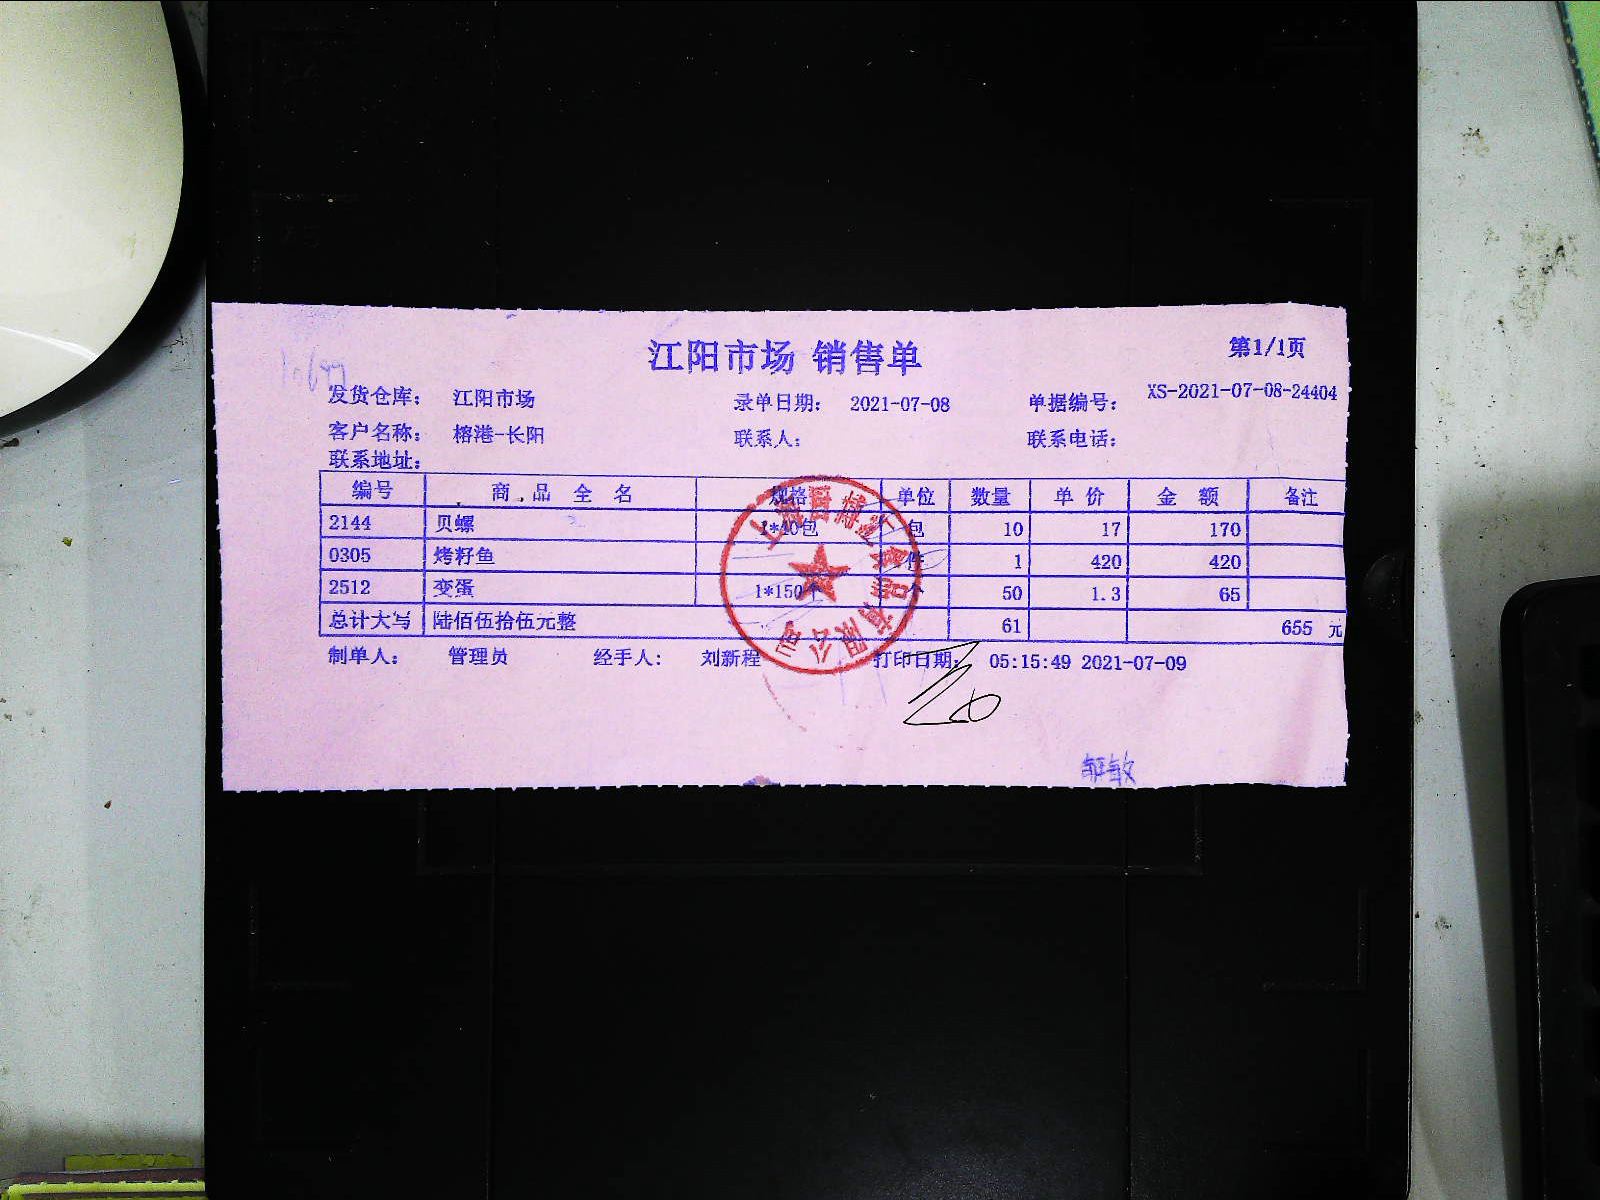 江阳市场 销售单
第1/1页
发货仓库： 江阳市场 录单日期： 2021-07-08 单据编号： XS-2021-07-08-24404
客户名称： 榕港-长阳 联系人： 联系电话：
联系地址：
编号 商 品 全 名 规格 单位 数量 单 价 金 额 备注
2144 贝螺 1*40包 包 10 17 170
0305 烤籽鱼 件 1 420 420
2512 变蛋 1*150个 个 50 1.3 65
总计大写 陆佰伍拾伍元整 61 655 元
制单人： 管理员 经手人： 刘新程 打印日期： 05:15:49 2021-07-09
食品有限公司